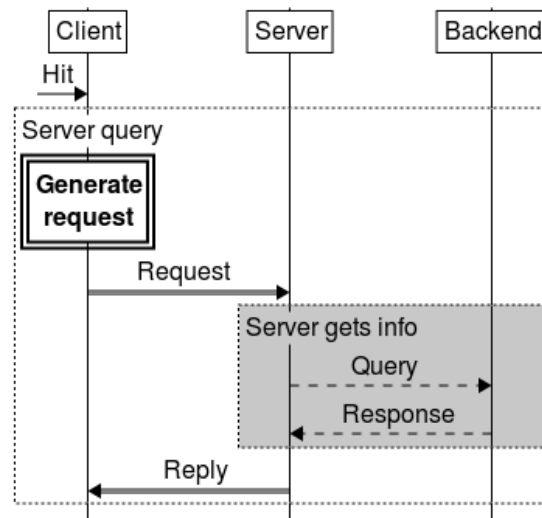 Client
Server
Backend
Hit
Server query
Generate
request
Request
Server gets info
Query
Response
Reply